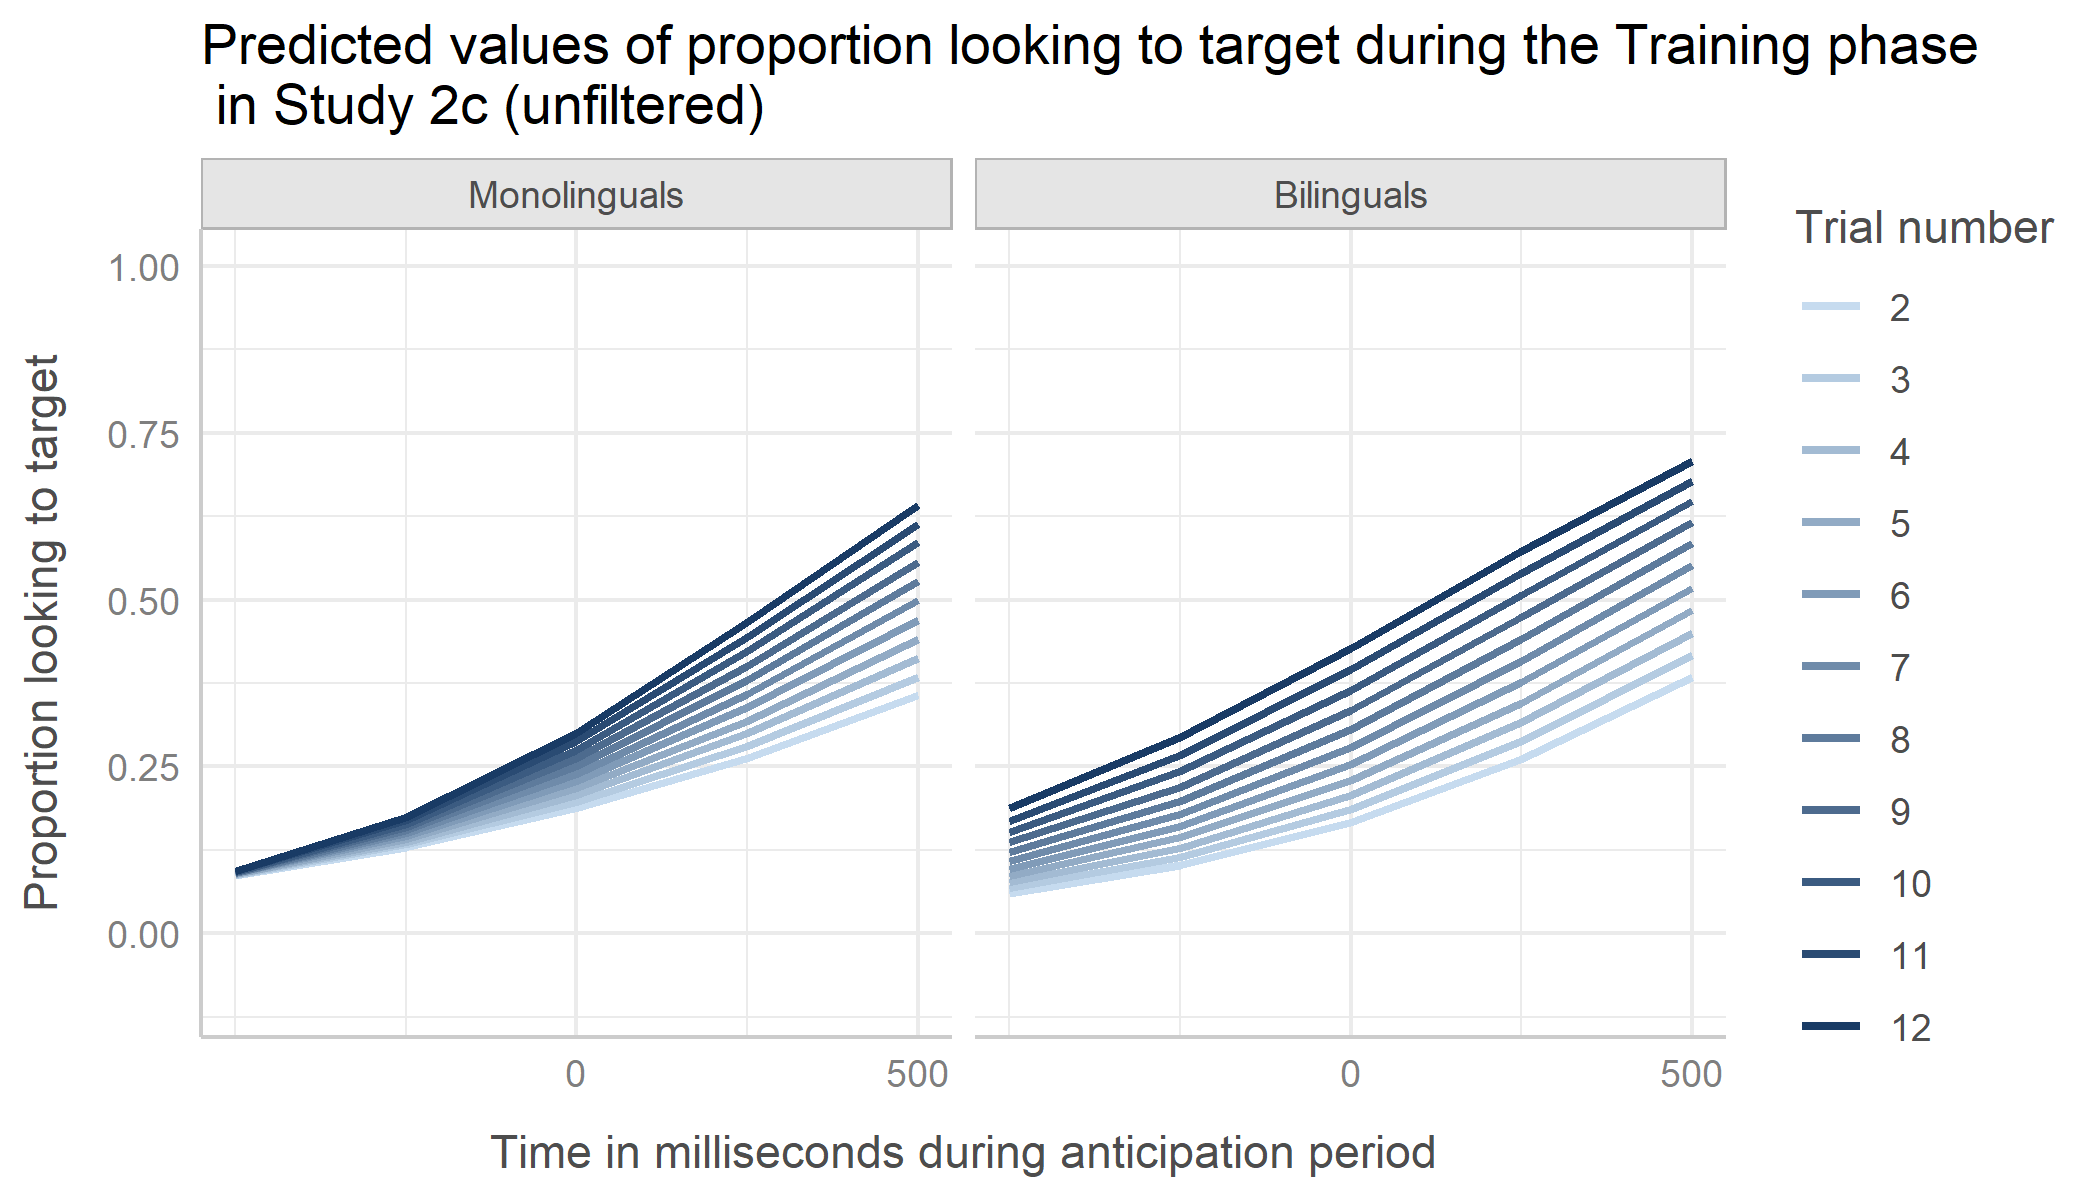 Predicted values of proportion looking to target during the Training phase
in Study 2c (unfiltered)
Monolinguals
Bilinguals
Trial number
2
3
4
5
6
7
8
9
10
11
12
Proportion looking to target
1.00
0.75
0.50
0.25
0.00
0
500
0
500
Time in milliseconds during anticipation period